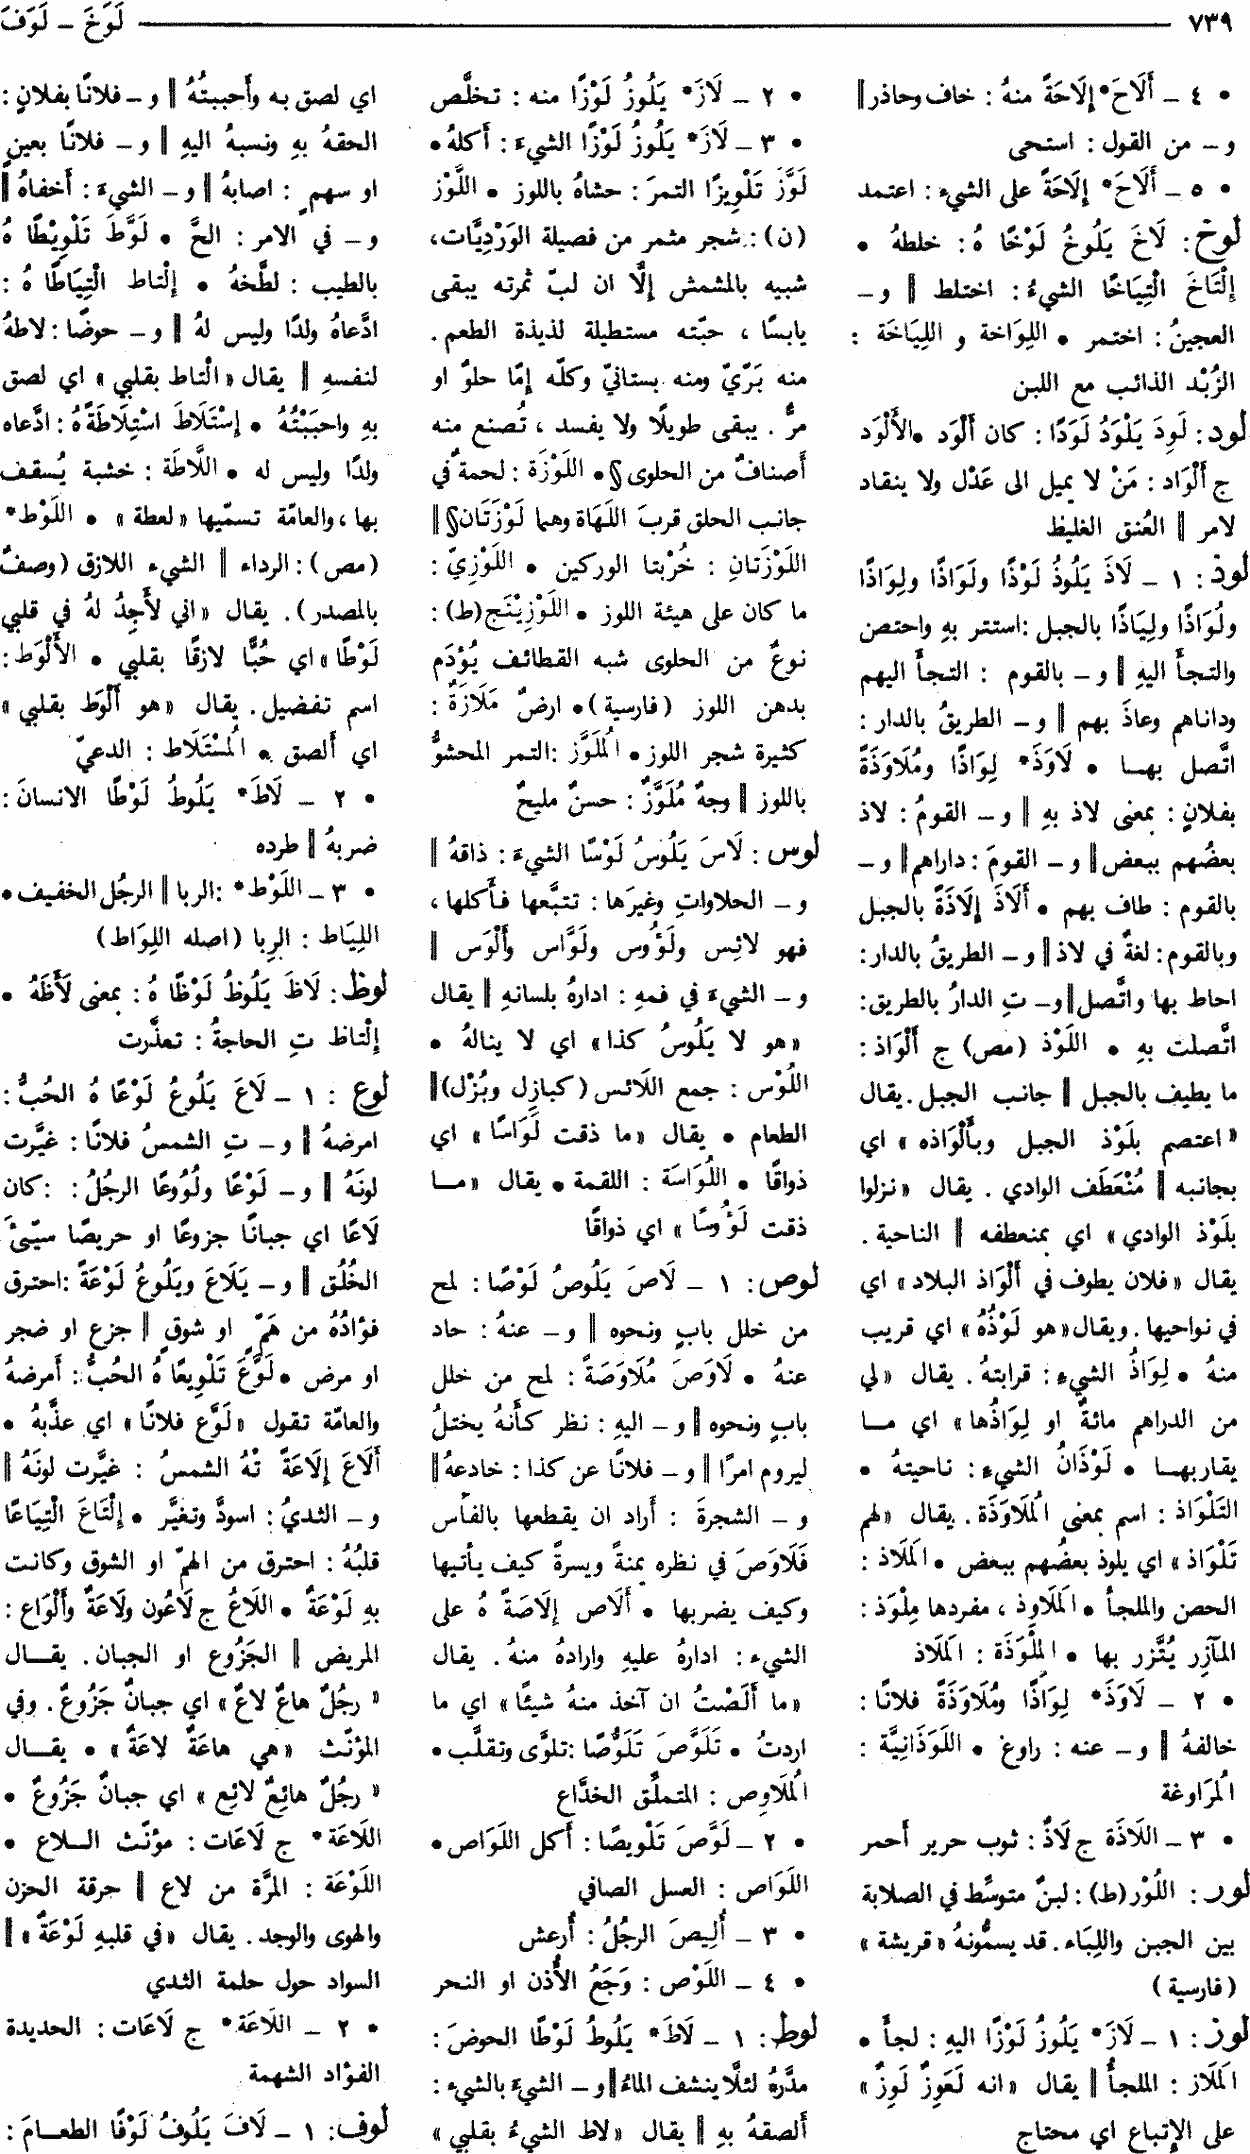 ٧٣٩ لَوَخَ – لَوَفَ
• ٤ – أَلَاحَ* إِلَاحَةً منهُ : خاف وحاذر ‖
و – من القول : استحى
• ٥ – أَلَاحَ* إِلَاحَةً على الشيء : اعتمد
لوخ : لَاخَ يَلُوخُ لَوْخًا هُ : خلطهُ •
إِلْتَاخَ الْتِيَاخًا الشيءُ : اختلط ‖ و –
العجينُ : اختمر • اللِوَاخة و اللِيَاخَة :
الزُبْد الذائب مع اللبن
لود : لَوِدَ يَلْوَدُ لَوَدًا : كان أَلْوَد • الأَلْوَد
ج أَلْوَاد : مَنْ لا يميل الى عَدْل ولا ينقاد
لامر ‖ العُنق الغليظ
لوذ : ١ – لَاذَ يَلُوذُ لَوْذًا ولَوَاذًا ولِوَاذًا
ولُوَاذًا ولِيَاذًا بالجبل : استتر بهِ واحتصن
والتجأَ اليهِ ‖ و – بالقوم : التجأَ اليهم
وداناهم وعاذَ بهم ‖ و – الطريقُ بالدار :
اتَّصل بهـا • لَاوَذَ* لِوَاذًا ومُلَاوَذَةً
بفلانٍ : بمعنى لاذ بهِ ‖ و – القومُ : لاذ
بعضُهم ببعض ‖ و – القومَ : داراهم ‖ و –
بالقوم : طاف بهم • أَلَاذَ إِلَاذَةً بالجبل
وبالقوم : لغةٌ في لاذ ‖ و – الطريقُ بالدار :
احاط بها واتَّصل ‖ و – تِ الدارُ بالطريق :
اتَّصلت بهِ • اللَوْذ (مص) ج أَلْوَاذ :
ما يطيف بالجبل ‖ جانب الجبل . يقال
« اعتصم بلَوْذ الجبل وبأَلْوَاذه » اي
بجانبه ‖ مُنْعَطَف الوادي . يقال « نزلوا
بلَوْذ الوادي » اي بمنعطفه ‖ الناحية .
يقال « فلان يطوف في أَلْوَاذ البلاد » اي
في نواحيها . ويقال « هو لَوْذُهُ » اي قريب
منهُ • لِوَاذُ الشيءِ : قرابتهُ . يقال « لي
من الدراهم مائةٌ او لِوَاذُها » اي مـا
يقاربهـا • لَوْذَانُ الشيءِ : ناحيتهُ •
التَلْوَاذ : اسم بمعنى المُلَاوَذَة . يقال « لهم
تَلْوَاذ » اي يلوذ بعضُهم ببعض • المَلَاذ :
الحصن والملجأ • المَلَاوِذ ، مفردها مِلْوَذ :
المآزِر يُتَّزر بها • المِلْوَذَة : المَلَاذ
• ٢ – لَاوَذَ* لِوَاذًا ومُلَاوَذَةً فلانًا :
خالفهُ ‖ و – عنه : راوغ • اللَوَذَانِيَّة :
المُرَاوغة
• ٣ – اللَاذَة ج لَاذٌ : ثوب حرير أحمر
لور : اللُوْر (ط) : لبنٌ متوسِّط في الصلابة
بين الجبن واللِبَاء . قد يسمُّونهُ « قريشة »
(فارسية)
لوز : ١ – لَازَ* يَلُوزُ لَوْزًا اليهِ : لجأَ •
المَلَاز : الملجأُ ‖ يقال « انه لَعَوِزٌ لَوِزٌ »
على الإتباع اي محتاج
• ٢ – لَازَ* يَلُوزُ لَوْزًا منه : تخلَّص
• ٣ – لَازَ* يَلُوزُ لَوْزًا الشيءَ : أكلهُ •
لَوَّزَ تَلْوِيزًا التمرَ : حشاهُ باللوز • اللَّوْز
(ن) : شجر مثمر من فصيلة الوَرْدِيَّات ،
شبيه بالمشمش إلَّا ان لبّ ثمرته يبقى
يابسًا ، حبّته مستطيلة لذيذة الطعم .
منه بَرّيّ ومنه بستانيّ وكلّه إمّا حلوٌ او
مرٌّ . يبقى طويلًا ولا يفسد ، تُصنع منه
أصنافٌ من الحلوى § • اللَوْزَة : لحمةٌ في
جانب الحلق قربَ اللَهَاة وهما لَوْزَتَان § ‖
اللَوْزَتَانِ : خُرْبتا الوركين • اللَوْزِيّ :
ما كان على هيئة اللوز • اللَوْزِيْنَج (ط) :
نوعٌ من الحلوى شبه القطائف يُؤدَم
بدهن اللوز (فارسية) • ارضٌ مَلَازَةٌ :
كثيرة شجر اللوز • المُلَوَّز : التمر المحشوُّ
باللوز ‖ وجهٌ مُلَوَّزٌ : حسنٌ مليحٌ
لوس : لَاسَ يَلُوسُ لَوْسًا الشيءَ : ذاقهُ ‖
و – الحلاواتِ وغيرَها : تتبَّعها فأكلها ،
فهو لائِس ولَؤُوس ولَوَّاس وأَلْوَس ‖
و – الشيءَ في فمهِ : ادارهُ بلسانهِ ‖ يقال
« هو لا يَلُوسُ كذا » اي لا ينالهُ •
اللُوْس : جمع اللَائس (كبازِل وبُزْل) ‖
الطعام • يقال « ما ذقت لَوَاسًا » اي
ذواقًا • اللُوَاسَة : اللقمة • يقال « مـا
ذقت لَؤُوسًا » اي ذواقًا
لوص : ١ – لَاصَ يَلُوصُ لَوْصًا : لمح
من خلل بابٍ ونحوه ‖ و – عنهُ : حاد
عنهُ • لَاوَصَ مُلَاوَصَةً : لمح من خلل
بابٍ ونحوه ‖ و – اليهِ : نظر كأنهُ يختلُ
ليروم امرًا ‖ و – فلانًا عن كذا : خادعهُ ‖
و – الشجرةَ : أراد ان يقطعها بالفأس
فَلَاوَصَ في نظره يمنةً ويسرةً كيف يأتيها
وكيف يضربها • أَلَاص إِلَاصَةً هُ على
الشيء : ادارهُ عليهِ وارادهُ منهُ . يقال
« ما أَلَصْتُ ان آخذ منهُ شيئًا » اي ما
اردتُ • تَلَوَّصَ تَلَوُّصًا : تلوَّى وتقلَّب •
المُلَاوِص : المتملِّق الخدَّاع
• ٢ – لَوَّصَ تَلْوِيصًا : أكل اللَوَاص •
اللَوَاص : العسل الصافي
• ٣ – أُلِيصَ الرجُلُ : أُرعش
• ٤ – اللَوْص : وَجَعُ الأُذن او النحر
لوط : ١ – لَاطَ* يَلُوطُ لَوْطًا الحوضَ :
مدَّرهُ لئلَّا ينشف الماءُ ‖ و – الشيءَ بالشيء :
أَلصقهُ بهِ ‖ يقال « لاط الشيءُ بقلبي »
اي لصق به وأحببتُهُ ‖ و – فلانًا بفلانٍ :
الحقهُ بهِ ونسبهُ اليهِ ‖ و – فلانًا بعينٍ
او سهمٍ : اصابهُ ‖ و – الشيءَ : أخفاهُ ‖
و – في الامر : الحَّ • لَوَّطَ تَلْوِيْطًا هُ
بالطيب : لطَّخهُ • إِلْتاط الْتِيَاطًا هُ :
ادَّعاهُ ولدًا وليس لهُ ‖ و – حوضًا : لاطهُ
لنفسهِ ‖ يقال « الْتاط بقلبي » اي لصق
بهِ واحبَبْتُهُ • إِسْتَلَاطَ اسْتِلَاطَةً هُ : ادَّعاه
ولدًا وليس له • اللَّاطَة : خشبة يُسقف
بها ، والعامّة تسمّيها « لعطة » • اللَوْط*
(مص) : الرداء ‖ الشيء اللازق (وصفٌ
بالمصدر) . يقال « اني لأَجِدُ لهُ في قلبي
لَوْطًا » اي حُبًّا لازقًا بقلبي • الأَلْوَط :
اسم تفضيل . يقال « هو أَلْوَط بقلبي »
اي ألصق • المُسْتَلَاط : الدعيّ
• ٢ – لَاطَ* يَلُوطُ لَوْطًا الانسانَ :
ضربهُ ‖ طرده
• ٣ – اللَوْط* : الربا ‖ الرجُل الخفيف •
اللِيَاط : الرِبا (اصله اللِوَاط)
لوظ : لَاظَ يَلُوظُ لَوْظًا هُ : بمعنى لَأَظَهُ •
إِلْتاظ تِ الحاجةُ : تعذَّرت
لوع : ١ – لَاعَ يَلُوعُ لَوْعًا هُ الحُبُّ :
امرضهُ ‖ و – تِ الشمسُ فلانًا : غيَّرت
لونَهُ ‖ و – لَوْعًا ولُوُوعًا الرجُلُ : كان
لَاعًا اي جبانًا جزوعًا او حريصًا سيّئَ
الخُلُق ‖ و – يَلَاعَ ويَلُوعُ لَوْعَةً : احترق
فؤادُهُ من هَمٍّ او شوقٍ ‖ جزع او ضجر
او مرض • لَوَّعَ تَلْوِيعًا هُ الحُبُّ : أمرضهُ
والعامّة تقول « لَوَّع فلانًا » اي عذَّبهُ •
أَلَاعَ إِلَاعَةً تْهُ الشمسُ : غيَّرت لونَهُ ‖
و – الثديُ : اسودَّ وتغيَّر • إِلْتَاعَ الْتِيَاعًا
قلبُهُ : احترق من الهمّ او الشوق وكانت
بهِ لَوْعَةٌ • اللَاعُ ج لَاعُون ولَاعَةٌ وأَلْوَاع :
المريض ‖ الجَزُوع او الجبان . يقـال
« رجُلٌ هاعٌ لاعٌ » اي جبانٌ جَزُوعٌ . وفي
المؤنّث « هي هاعَةٌ لاعَةٌ » • يقـال
« رجُلٌ هائِعٌ لائِع » اي جبانٌ جَزُوعٌ •
اللَاعَة* ج لَاعَات : مؤنّث الـلاع •
اللَوْعَة : المرَّة من لاع ‖ حرقة الحزن
والهوى والوجد . يقال « في قلبهِ لَوْعَةٌ » ‖
السواد حول حلمة الثدي
• ٢ – اللَاعَة* ج لَاعَات : الحديدة
الفؤاد الشهمة
لوف : ١ – لَافَ يَلُوفُ لَوْفًا الطعـامَ :